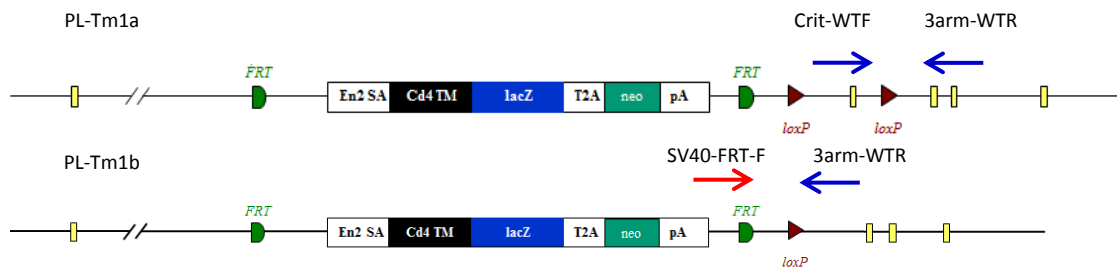 PL-Tm1a Crit-WTF 3arm-WTR
FRT FRT
En2 SA Cd4 TM lacZ T2A neo pA
loxP loxP
PL-Tm1b SV40-FRT-F 3arm-WTR
FRT FRT
En2 SA Cd4 TM lacZ T2A neo pA
loxP